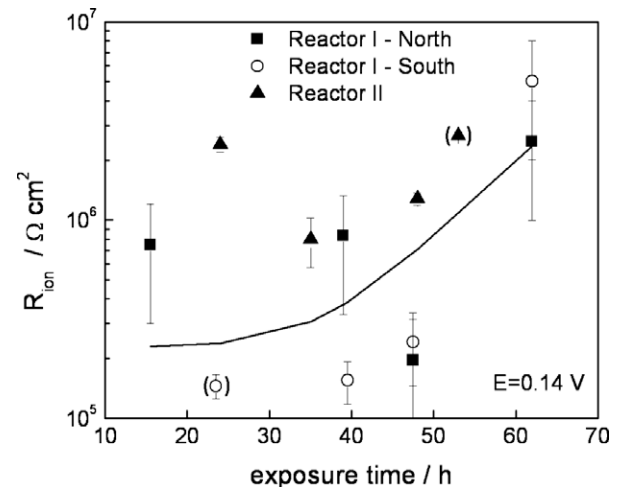 10⁷
Reactor I - North
Reactor I - South
Reactor II
( )
10⁶
R_ion / Ω cm²
( )
E=0.14 V
10⁵
10 20 30 40 50 60 70
exposure time / h